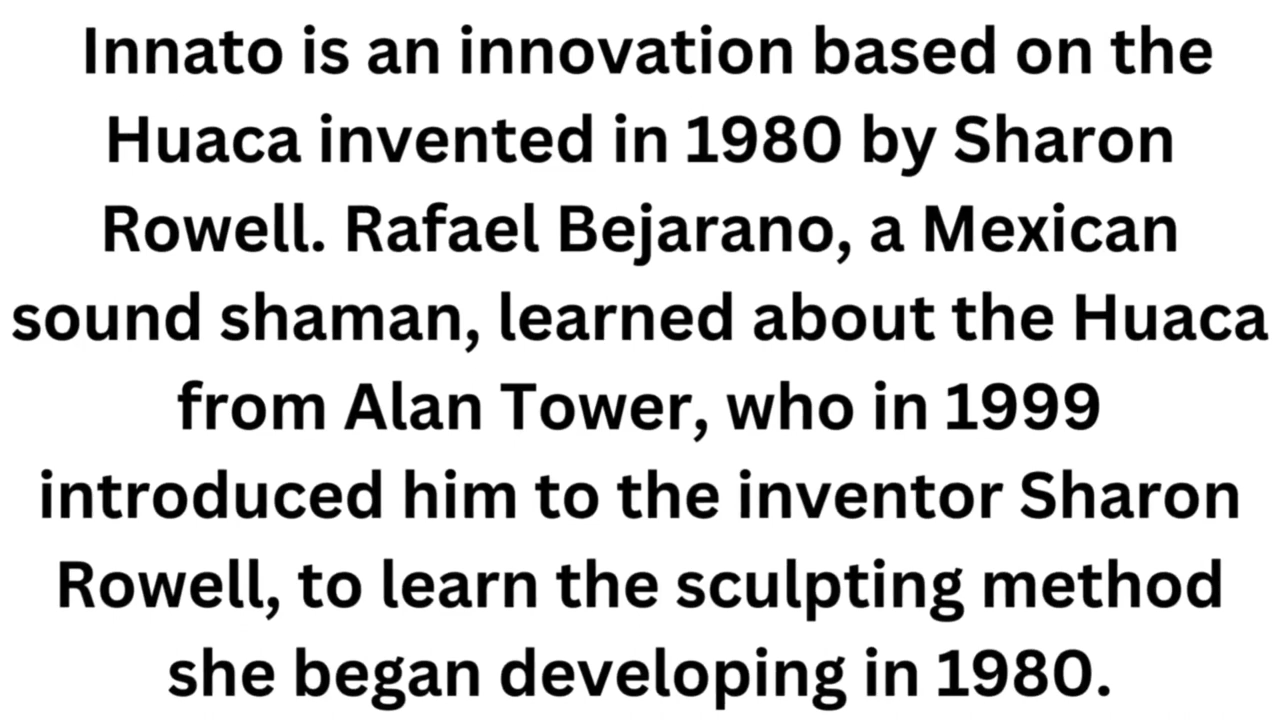 Innato is an innovation based on the
Huaca invented in 1980 by Sharon
Rowell. Rafael Bejarano, a Mexican
sound shaman, learned about the Huaca
from Alan Tower, who in 1999
introduced him to the inventor Sharon
Rowell, to learn the sculpting method
she began developing in 1980.